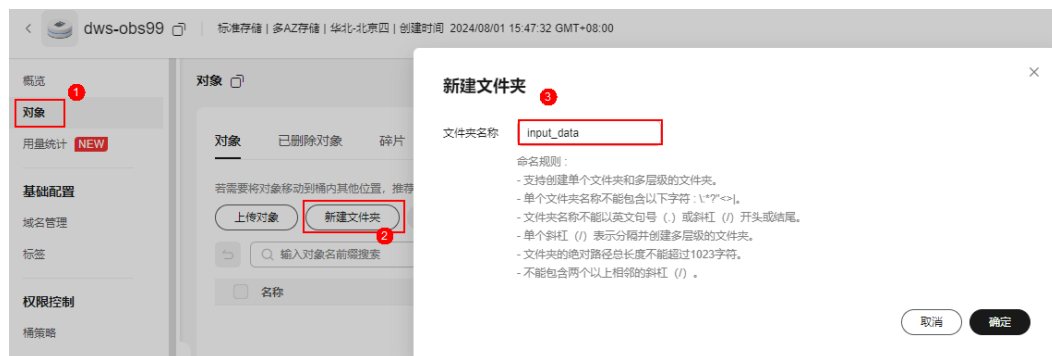 dws-obs99
标准存储 | 多AZ存储 | 华北-北京四 | 创建时间 2024/08/01 15:47:32 GMT+08:00
概览
1
对象
用量统计 NEW
基础配置
域名管理
标签
权限控制
桶策略
对象
对象 已删除对象 碎片
若需要将对象移动到桶内其他位置，推荐
上传对象 新建文件夹
2
输入对象名前缀搜索
名称
新建文件夹
3
文件夹名称 input_data
命名规则：
- 支持创建单个文件夹和多层级的文件夹。
- 单个文件夹名称不能包含以下字符：\:*?"<>|。
- 文件夹名称不能以英文句号（.）或斜杠（/）开头或结尾。
- 单个斜杠（/）表示分隔并创建多层级的文件夹。
- 文件夹的绝对路径总长度不能超过1023字符。
- 不能包含两个以上相邻的斜杠（/）。
取消 确定